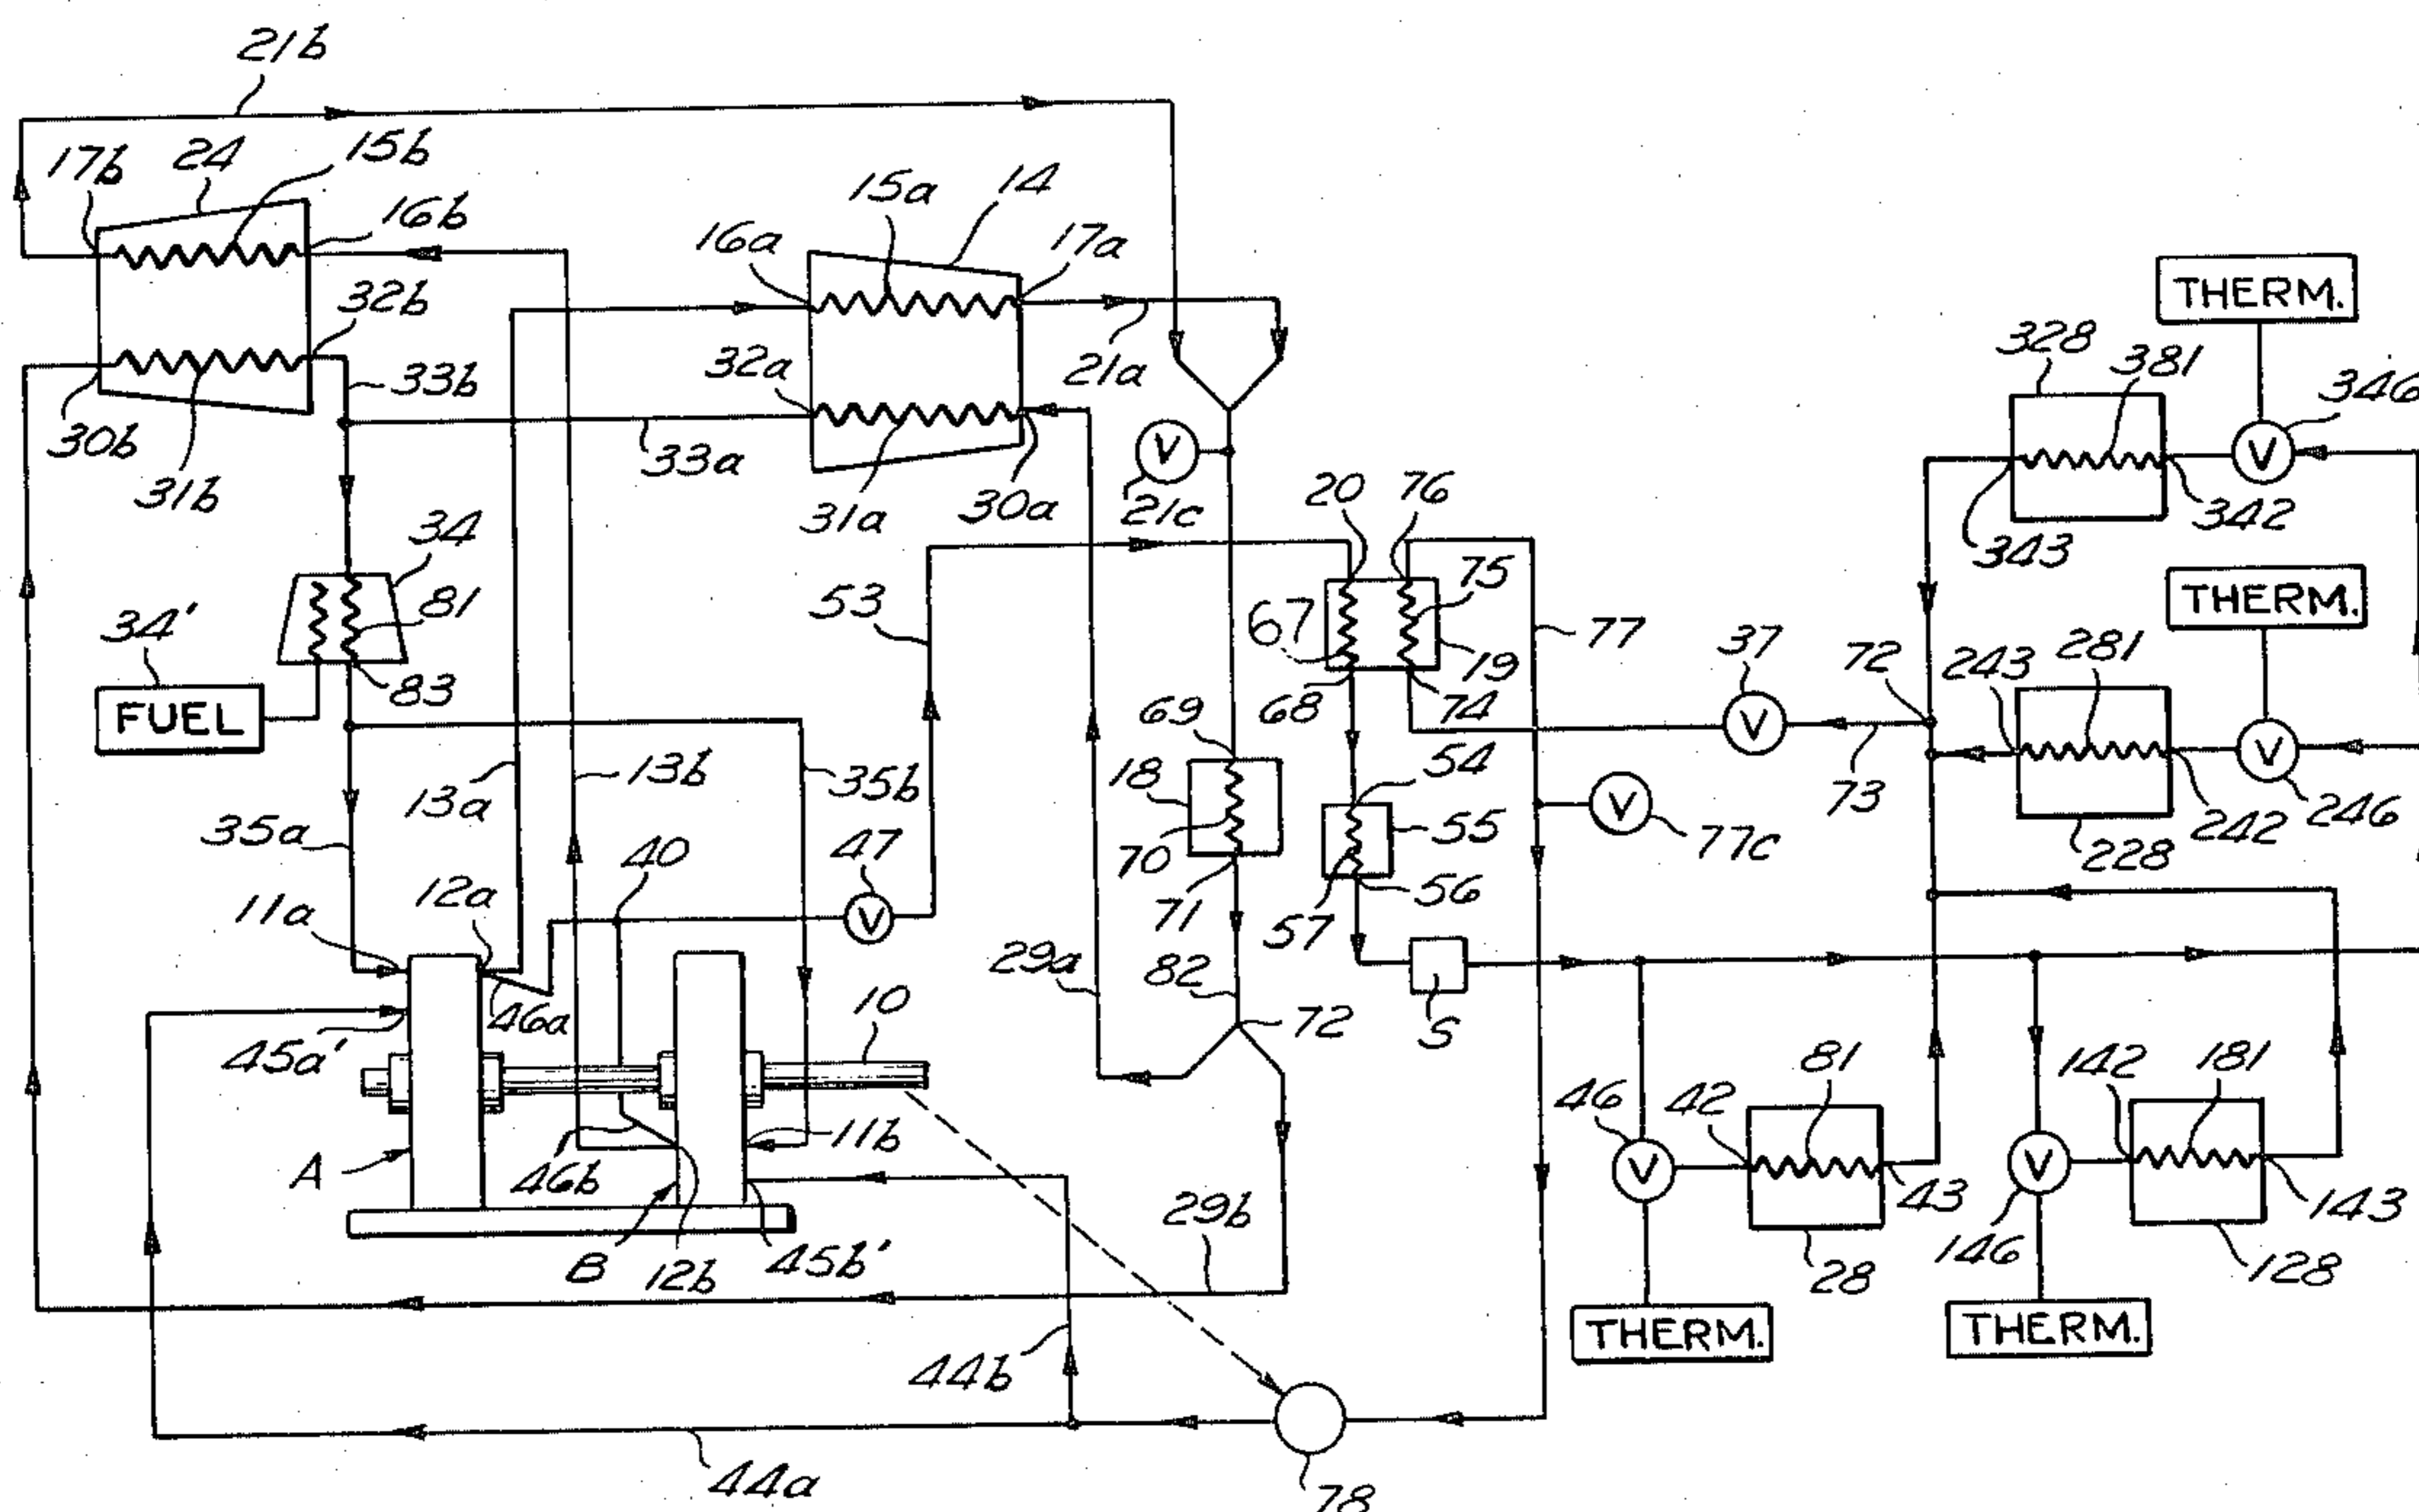 21b
17b
24
15b
16b
15a
14
16a
17a
32b
33b
32a
21a
30b
31b
33a
31a
30a
21c
V
20
76
THERM.
328
381
346
V
342
343
34
81
34'
FUEL
83
53
67
75
19
77
68
74
37
V
72
243
281
THERM.
V
242
246
228
73
69
18
70
71
54
55
56
57
V
77c
35a
13a
13b
35b
11a
12a
40
47
V
46a
45a'
10
29a
82
72
S
A
46b
11b
B
12b
45b'
29b
46
V
42
81
43
28
THERM.
142
181
V
146
143
128
THERM.
44b
44a
78